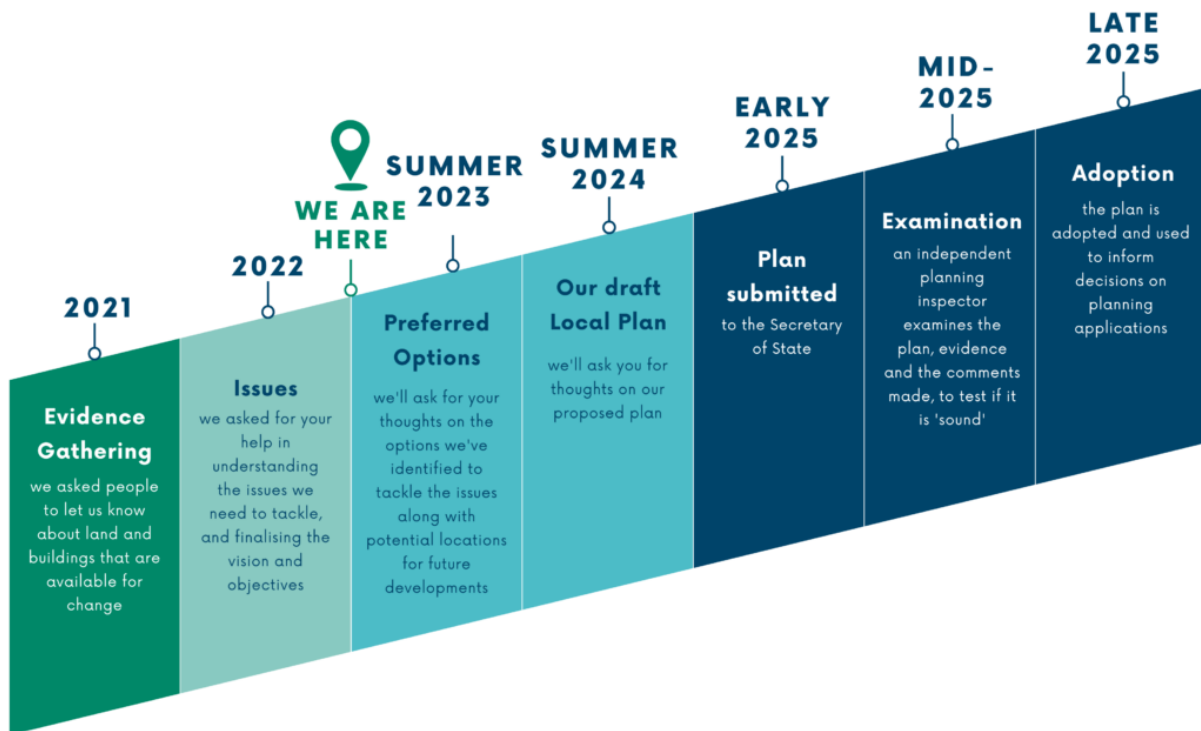 2021
Evidence
Gathering
we asked people
to let us know
about land and
buildings that are
available for
change
2022
Issues
we asked for your
help in
understanding
the issues we
need to tackle,
and finalising the
vision and
objectives
WE ARE
HERE
SUMMER
2023
Preferred
Options
we'll ask for your
thoughts on the
options we've
identified to
tackle the issues
along with
potential locations
for future
developments
SUMMER
2024
Our draft
Local Plan
we'll ask you for
thoughts on our
proposed plan
EARLY
2025
Plan
submitted
to the Secretary
of State
MID-
2025
Examination
an independent
planning
inspector
examines the
plan, evidence
and the comments
made, to test if it
is 'sound'
LATE
2025
Adoption
the plan is
adopted and used
to inform
decisions on
planning
applications